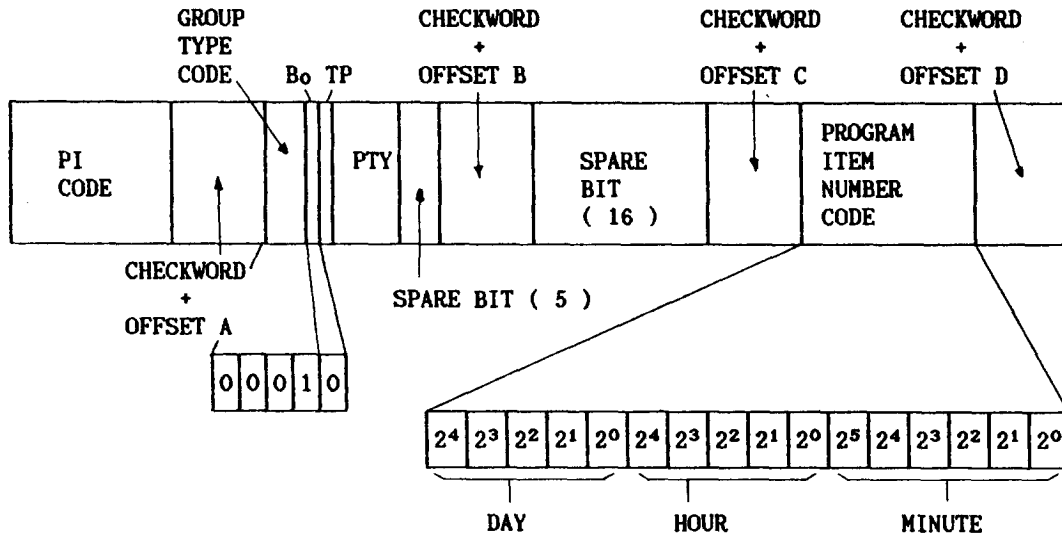 GROUP
TYPE
CODE
Bo TP
CHECKWORD
+
OFFSET B
CHECKWORD
+
OFFSET C
CHECKWORD
+
OFFSET D
PI
CODE
PTY
SPARE
BIT
( 16 )
PROGRAM
ITEM
NUMBER
CODE
CHECKWORD
+
OFFSET A
SPARE BIT ( 5 )
0 0 0 1 0
2⁴ 2³ 2² 2¹ 2⁰ 2⁴ 2³ 2² 2¹ 2⁰ 2⁵ 2⁴ 2³ 2² 2¹ 2⁰
DAY HOUR MINUTE